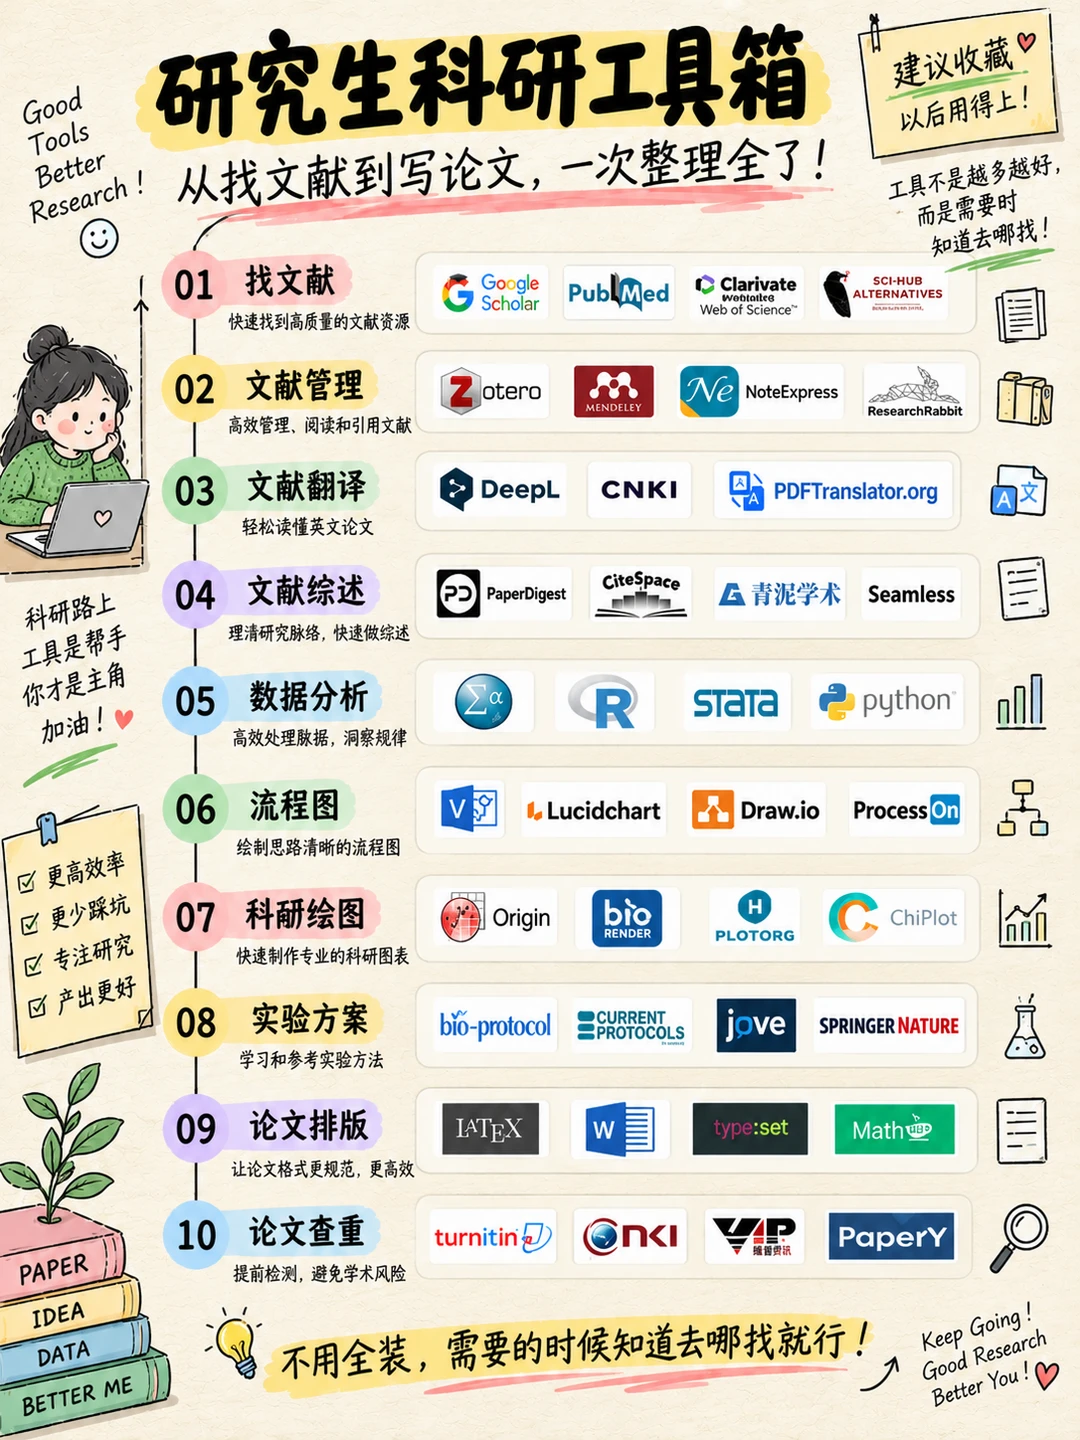 研究生科研工具箱
从找文献到写论文，一次整理全了！
Good
Tools
Better
Research！
建议收藏
以后用得上！
工具不是越多越好，
而是需要时
知道去哪找！
01 找文献
快速找到高质量的文献资源
Google Scholar
PubMed
Clarivate
Web of Science™
SCI-HUB
ALTERNATIVES
02 文献管理
高效管理、阅读和引用文献
Zotero
MENDELEY
Ne NoteExpress
ResearchRabbit
03 文献翻译
轻松读懂英文论文
DeepL
CNKI
PDFTranslator.org
A 文
04 文献综述
理清研究脉络，快速做综述
PD PaperDigest
CiteSpace
青泥学术
Seamless
科研路上
工具是帮手
你才是主角
加油！
05 数据分析
高效处理脉据，洞察规律
Σα
R
STATA
python™
06 流程图
绘制思路清晰的流程图
V
Lucidchart
Draw.io
ProcessOn
更高效率
更少踩坑
专注研究
产出更好
07 科研绘图
快速制作专业的科研图表
Origin
bio
RENDER
H
PLOTORG
ChiPlot
08 实验方案
学习和参考实验方法
bio-protocol
CURRENT
PROTOCOLS
jove
SPRINGER NATURE
09 论文排版
让论文格式更规范，更高效
LATEX
W
type:set
Math
10 论文查重
提前检测，避免学术风险
turnitin
CNKI
VIP
维普资讯
PaperY
PAPER
IDEA
DATA
BETTER ME
不用全装，需要的时候知道去哪找就行！
Keep Going！
Good Research
Better You！